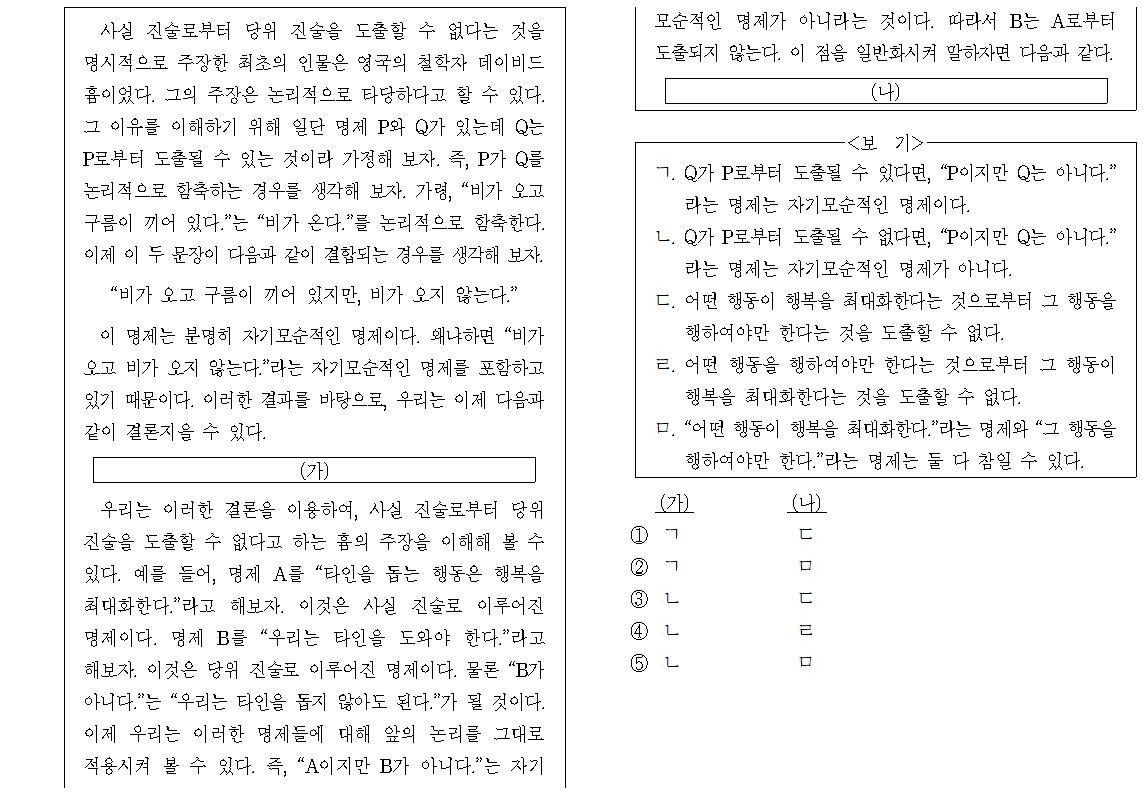 사실 진술로부터 당위 진술을 도출할 수 없다는 것을
명시적으로 주장한 최초의 인물은 영국의 철학자 데이비드
흄이었다. 그의 주장은 논리적으로 타당하다고 할 수 있다.
그 이유를 이해하기 위해 일단 명제 P와 Q가 있는데 Q는
P로부터 도출될 수 있는 것이라 가정해 보자. 즉, P가 Q를
논리적으로 함축하는 경우를 생각해 보자. 가령, “비가 오고
구름이 끼어 있다.”는 “비가 온다.”를 논리적으로 함축한다.
이제 이 두 문장이 다음과 같이 결합되는 경우를 생각해 보자.
“비가 오고 구름이 끼어 있지만, 비가 오지 않는다.”
이 명제는 분명히 자기모순적인 명제이다. 왜냐하면 “비가
오고 비가 오지 않는다.”라는 자기모순적인 명제를 포함하고
있기 때문이다. 이러한 결과를 바탕으로, 우리는 이제 다음과
같이 결론지을 수 있다.
(가)
우리는 이러한 결론을 이용하여, 사실 진술로부터 당위
진술을 도출할 수 없다고 하는 흄의 주장을 이해해 볼 수
있다. 예를 들어, 명제 A를 “타인을 돕는 행동은 행복을
최대화한다.”라고 해보자. 이것은 사실 진술로 이루어진
명제이다. 명제 B를 “우리는 타인을 도와야 한다.”라고
해보자. 이것은 당위 진술로 이루어진 명제이다. 물론 “B가
아니다.”는 “우리는 타인을 돕지 않아도 된다.”가 될 것이다.
이제 우리는 이러한 명제들에 대해 앞의 논리를 그대로
적용시켜 볼 수 있다. 즉, “A이지만 B가 아니다.”는 자기
모순적인 명제가 아니라는 것이다. 따라서 B는 A로부터
도출되지 않는다. 이 점을 일반화시켜 말하자면 다음과 같다.
(나)
<보 기>
ㄱ. Q가 P로부터 도출될 수 있다면, “P이지만 Q는 아니다.”
라는 명제는 자기모순적인 명제이다.
ㄴ. Q가 P로부터 도출될 수 없다면, “P이지만 Q는 아니다.”
라는 명제는 자기모순적인 명제가 아니다.
ㄷ. 어떤 행동이 행복을 최대화한다는 것으로부터 그 행동을
행하여야만 한다는 것을 도출할 수 없다.
ㄹ. 어떤 행동을 행하여야만 한다는 것으로부터 그 행동이
행복을 최대화한다는 것을 도출할 수 없다.
ㅁ. “어떤 행동이 행복을 최대화한다.”라는 명제와 “그 행동을
행하여야만 한다.”라는 명제는 둘 다 참일 수 있다.
(가) (나)
① ㄱ ㄷ
② ㄱ ㅁ
③ ㄴ ㄷ
④ ㄴ ㄹ
⑤ ㄴ ㅁ